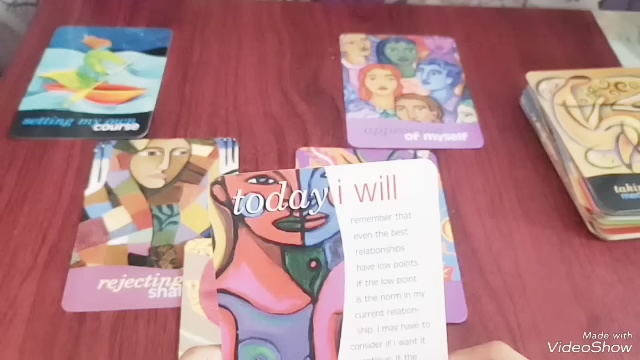 setting my own
course
of myself
today i will
remember that
even the best
relationships
have low points.
If the low point
is the norm in my
current relation-
ship, I may have to
consider if I want it
rejecting
Made with
VideoShow